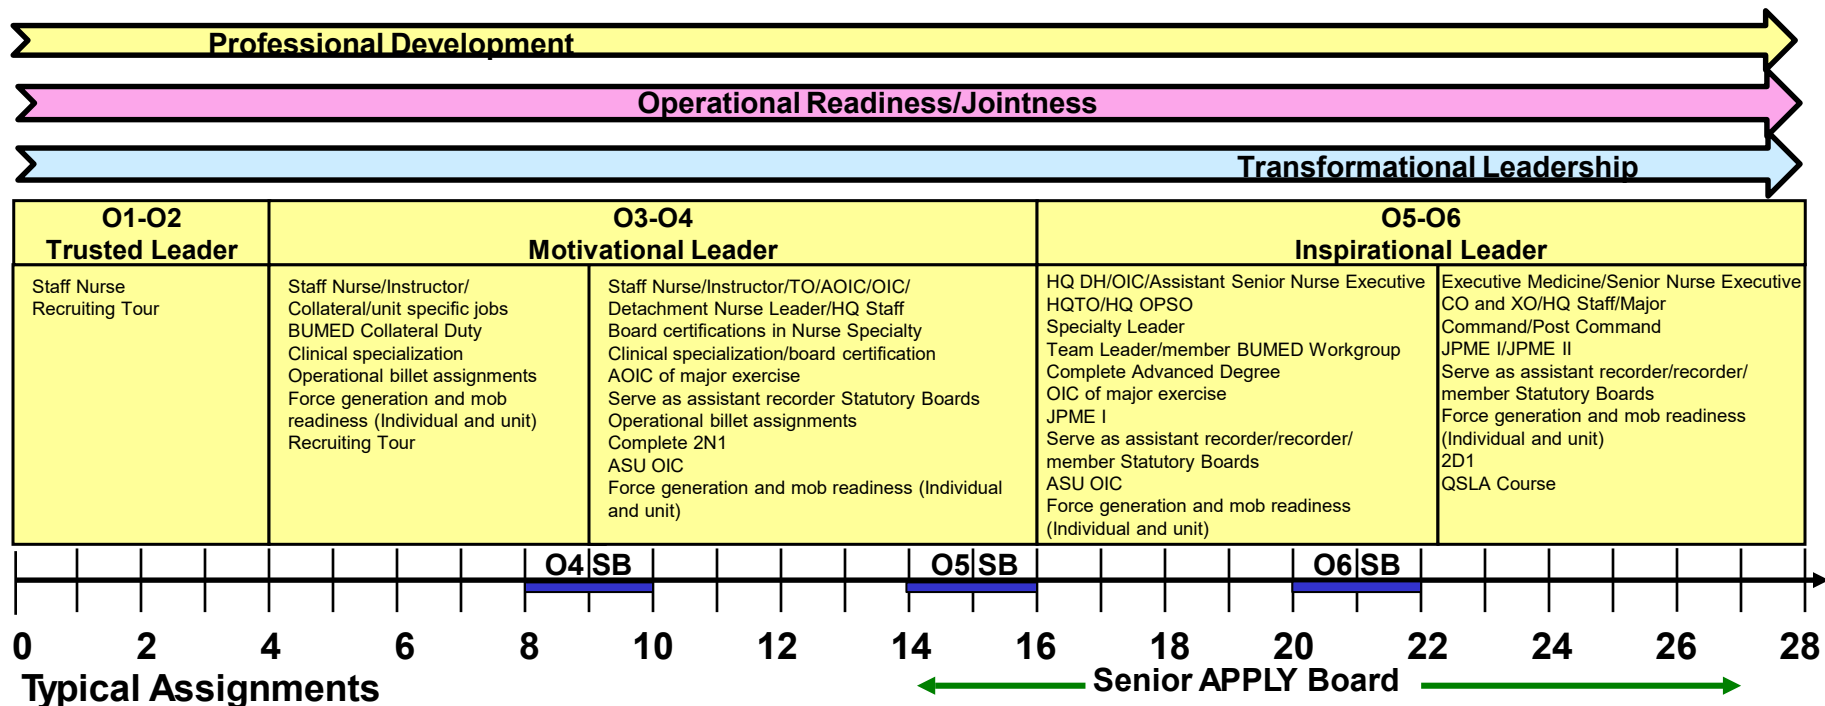 Professional Development
Operational Readiness/Jointness
Transformational Leadership
O1-O2
Trusted Leader
O3-O4
Motivational Leader
O5-O6
Inspirational Leader
Staff Nurse
Recruiting Tour
Staff Nurse/Instructor/
Collateral/unit specific jobs
BUMED Collateral Duty
Clinical specialization
Operational billet assignments
Force generation and mob
readiness (Individual and unit)
Recruiting Tour
Staff Nurse/Instructor/TO/AOIC/OIC/
Detachment Nurse Leader/HQ Staff
Board certifications in Nurse Specialty
Clinical specialization/board certification
AOIC of major exercise
Serve as assistant recorder Statutory Boards
Operational billet assignments
Complete 2N1
ASU OIC
Force generation and mob readiness (Individual
and unit)
HQ DH/OIC/Assistant Senior Nurse Executive
HQTO/HQ OPSO
Specialty Leader
Team Leader/member BUMED Workgroup
Complete Advanced Degree
OIC of major exercise
JPME I
Serve as assistant recorder/recorder/
member Statutory Boards
ASU OIC
Force generation and mob readiness
(Individual and unit)
Executive Medicine/Senior Nurse Executive
CO and XO/HQ Staff/Major
Command/Post Command
JPME I/JPME II
Serve as assistant recorder/recorder/
member Statutory Boards
Force generation and mob readiness
(Individual and unit)
2D1
QSLA Course
O4 SB
O5 SB
O6 SB
0 2 4 6 8 10 12 14 16 18 20 22 24 26 28
Typical Assignments
Senior APPLY Board